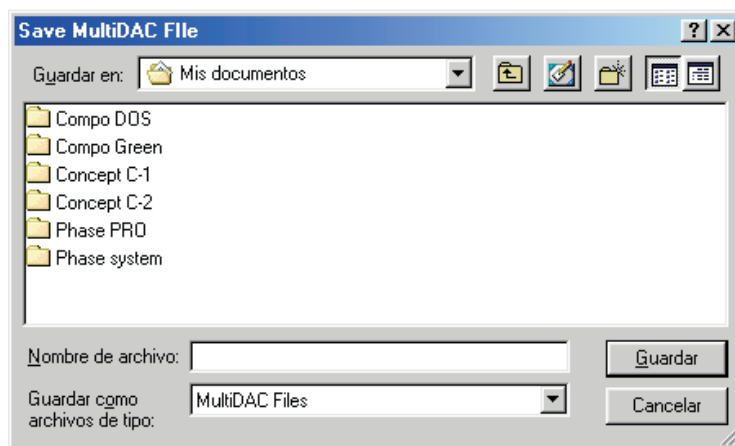 Save MultiDAC FIle
Guardar en: Mis documentos
Compo DOS
Compo Green
Concept C-1
Concept C-2
Phase PRO
Phase system
Nombre de archivo: Guardar
Guardar como
archivos de tipo: MultiDAC Files Cancelar